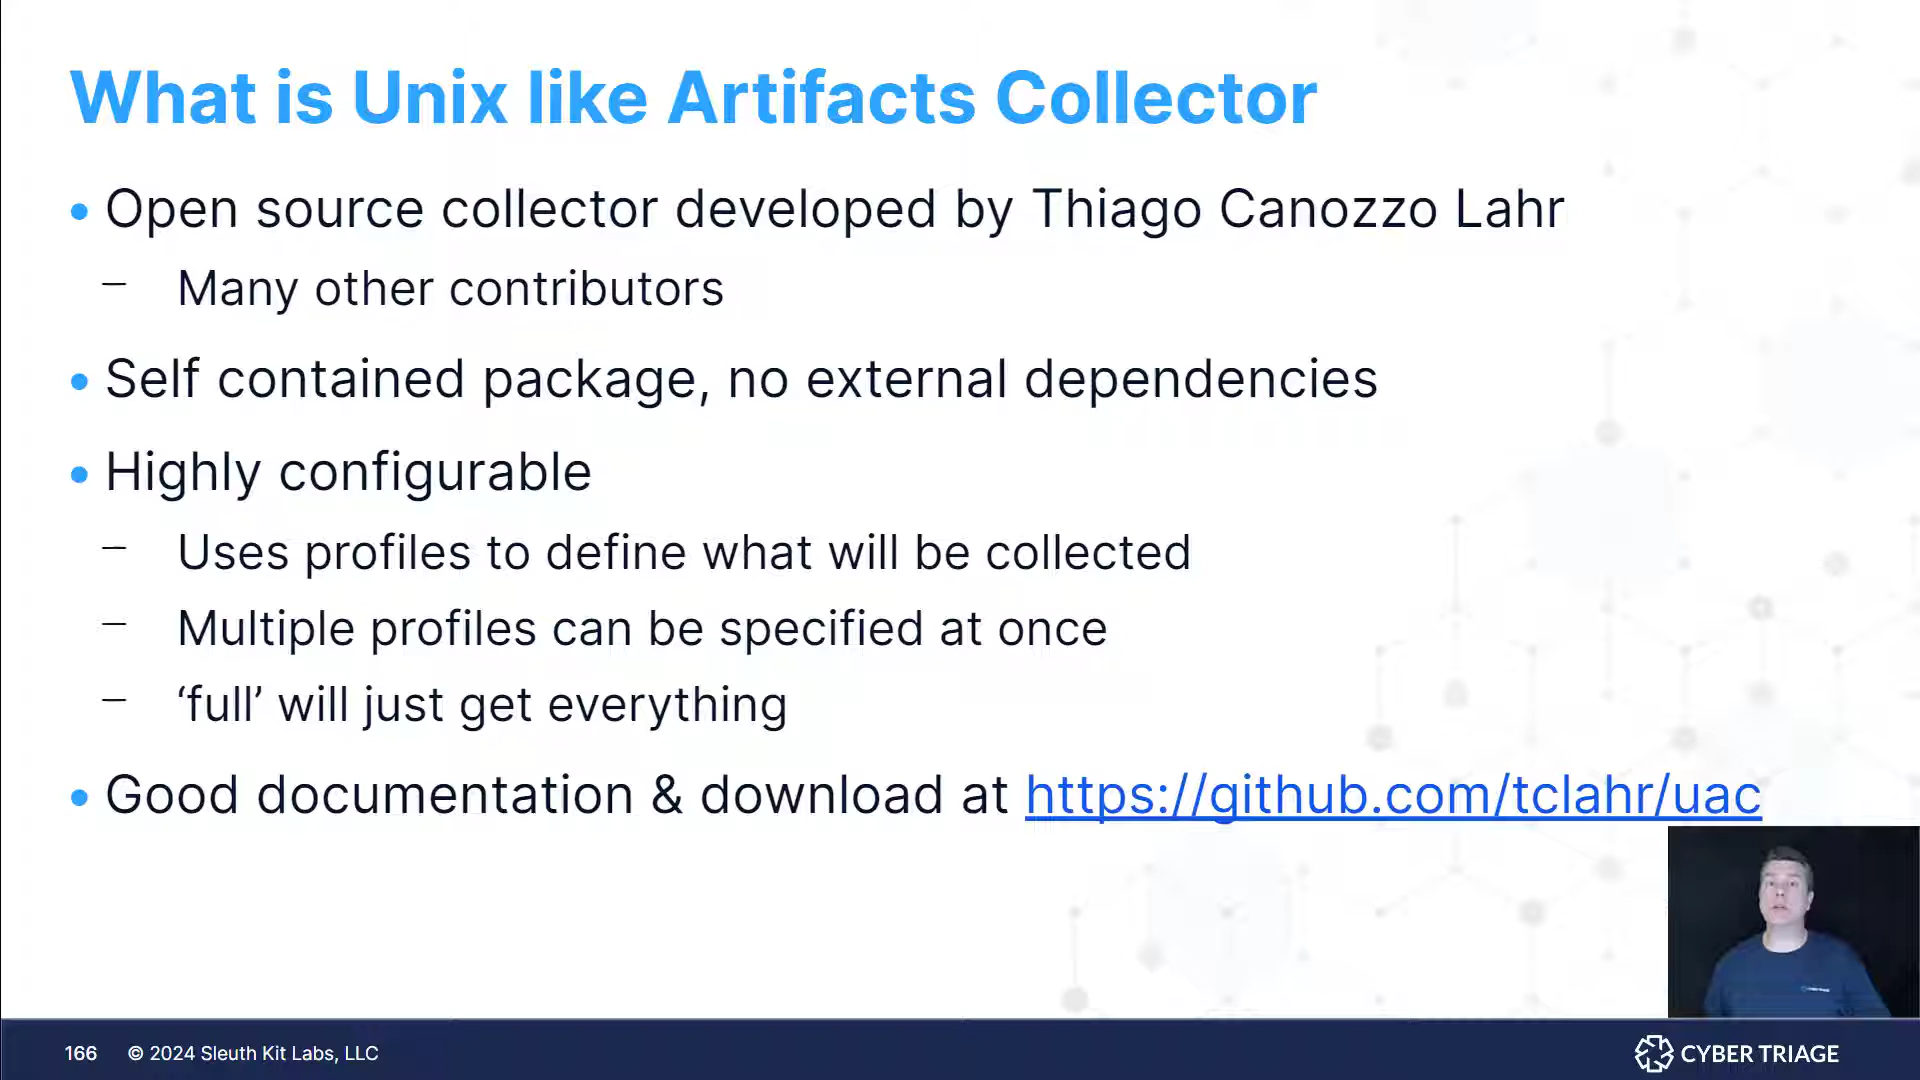 What is Unix like Artifacts Collector
• Open source collector developed by Thiago Canozzo Lahr
– Many other contributors
• Self contained package, no external dependencies
• Highly configurable
– Uses profiles to define what will be collected
– Multiple profiles can be specified at once
– ‘full’ will just get everything
• Good documentation & download at https://github.com/tclahr/uac
166 © 2024 Sleuth Kit Labs, LLC
CYBER TRIAGE